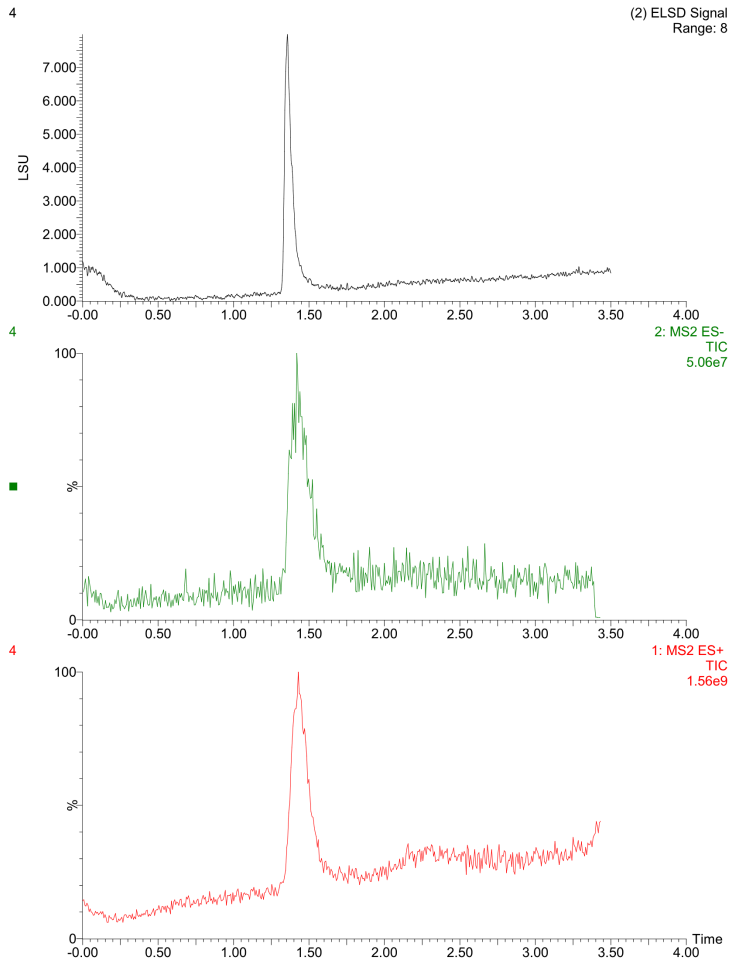 4
(2) ELSD Signal
Range: 8
7.000
6.000
5.000
4.000
3.000
2.000
1.000
0.000
LSU
-0.00 0.50 1.00 1.50 2.00 2.50 3.00 3.50 4.00
4
2: MS2 ES-
TIC
5.06e7
100
%
0
-0.00 0.50 1.00 1.50 2.00 2.50 3.00 3.50 4.00
4
1: MS2 ES+
TIC
1.56e9
100
%
0
Time
-0.00 0.50 1.00 1.50 2.00 2.50 3.00 3.50 4.00